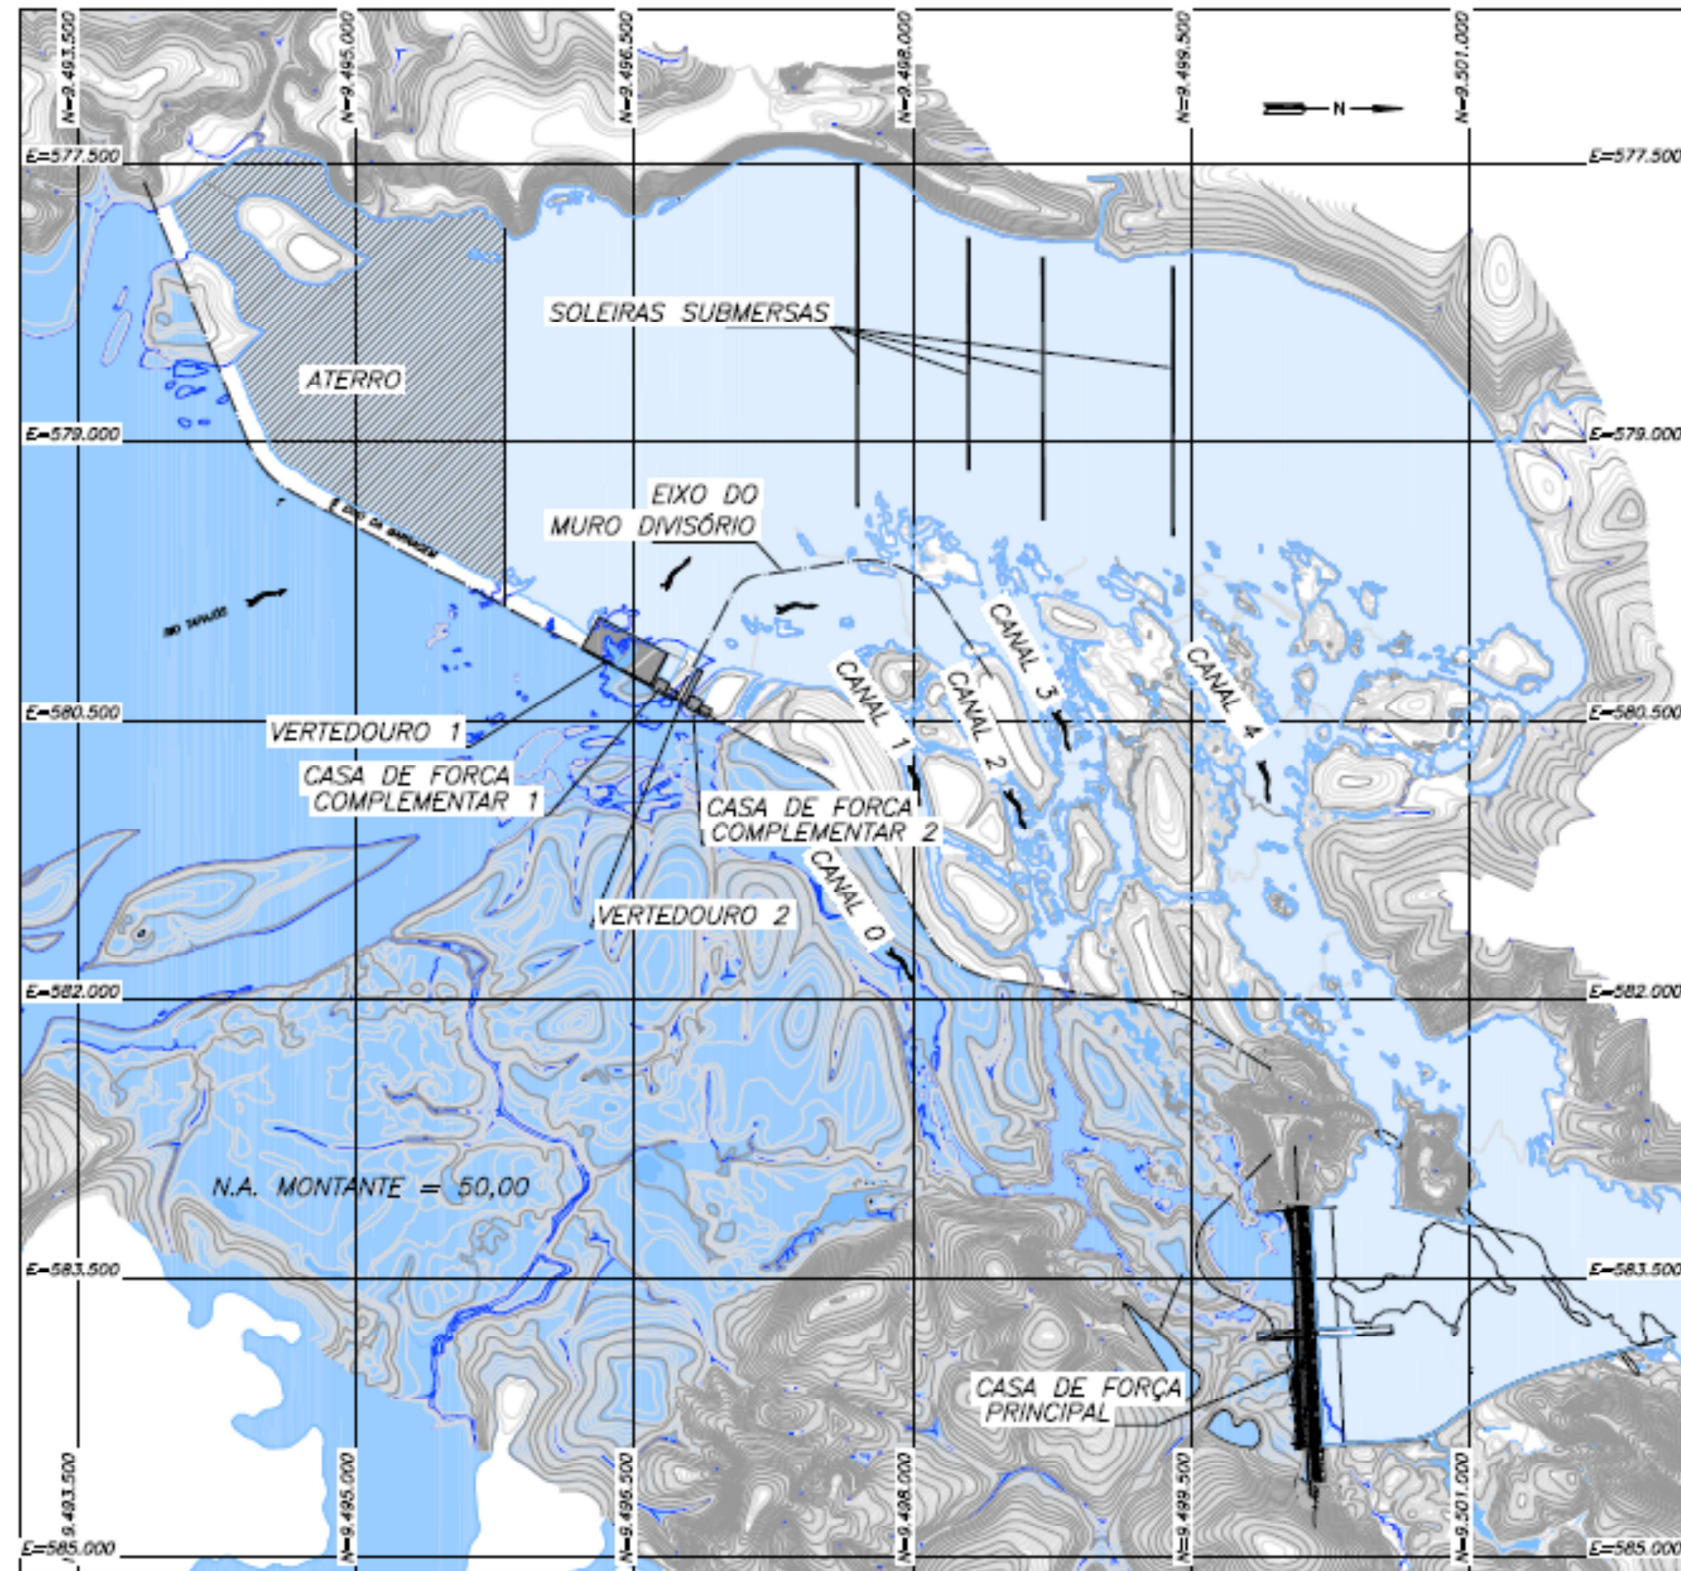 N=9.493.500
N=9.495.000
N=9.496.500
N=9.498.000
N=9.499.500
N=9.501.000
N
E=577.500
E=577.500
SOLEIRAS SUBMERSAS
ATERRO
E=579.000
E=579.000
EIXO DO
MURO DIVISÓRIO
EIXO DA BARRAGEM
RIO TAPAJÓS
CANAL 3
CANAL 1
CANAL 2
CANAL 4
E=580.500
E=580.500
VERTEDOURO 1
CASA DE FORCA
COMPLEMENTAR 1
CASA DE FORCA
COMPLEMENTAR 2
CANAL 0
VERTEDOURO 2
E=582.000
E=582.000
N.A. MONTANTE = 50,00
E=583.500
E=583.500
CASA DE FORÇA
PRINCIPAL
N=9.493.500
N=9.495.000
N=9.496.500
N=9.498.000
N=9.499.500
N=9.501.000
E=585.000
E=585.000